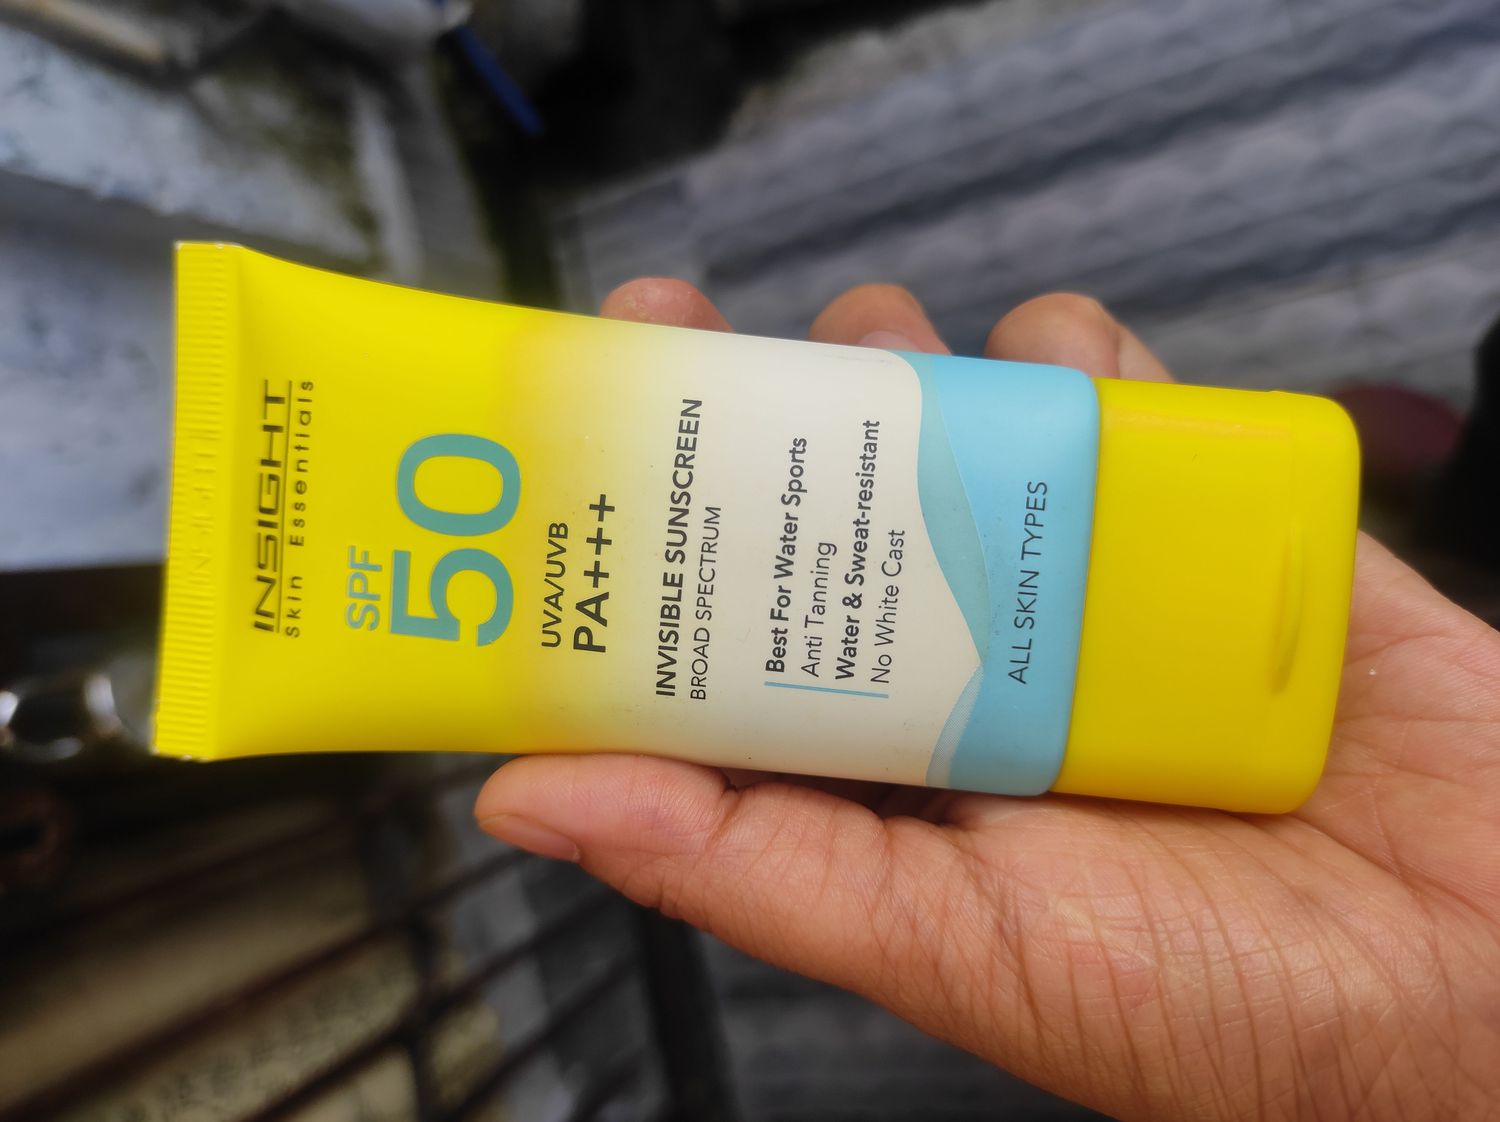 INSIGHT
Skin Essentials
SPF
50
UVA/UVB
PA+++
INVISIBLE SUNSCREEN
BROAD SPECTRUM
Best For Water Sports
Anti Tanning
Water & Sweat-resistant
No White Cast
ALL SKIN TYPES